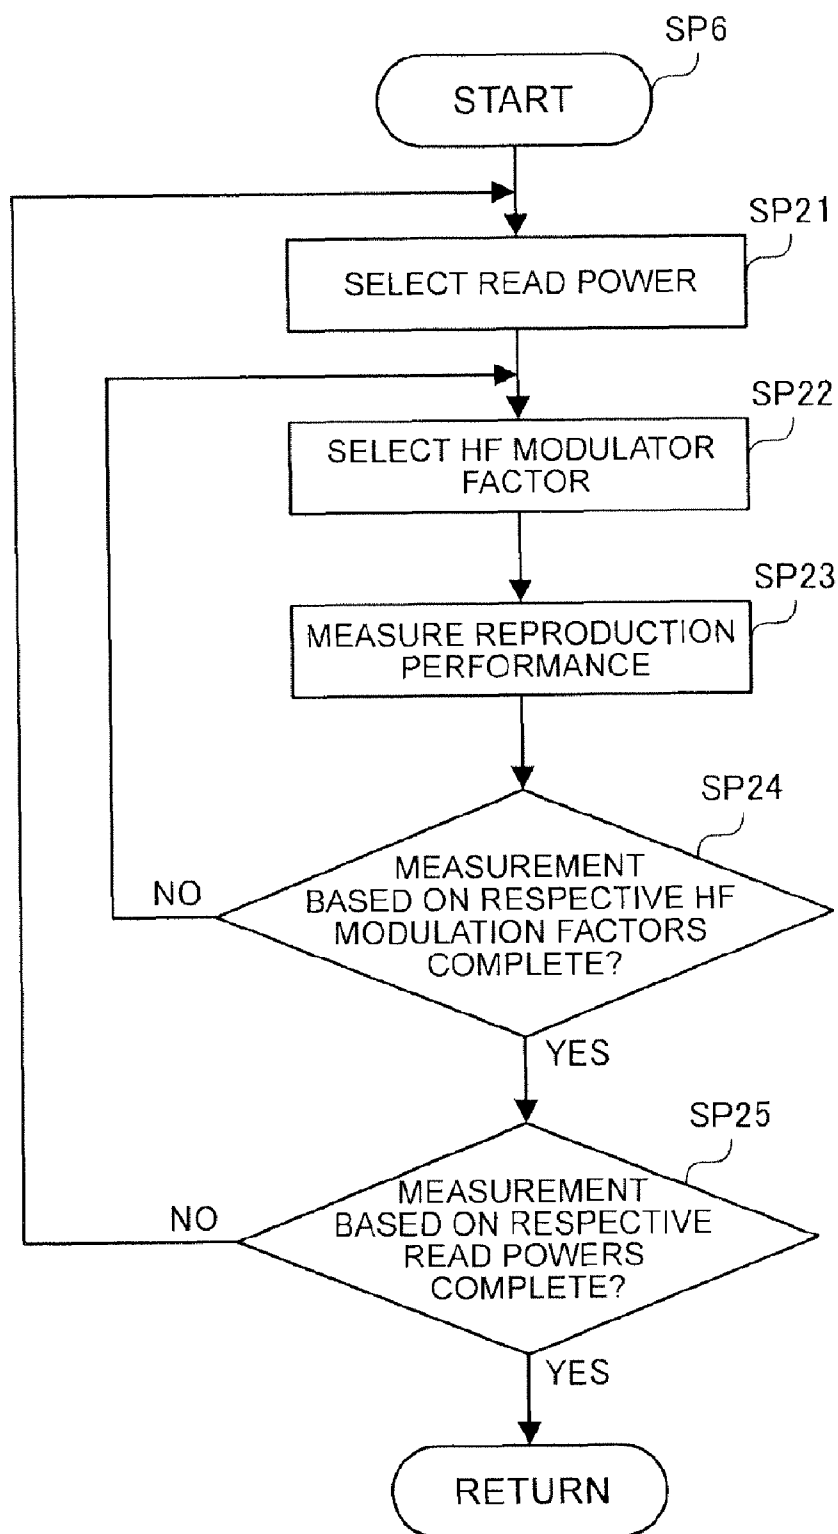 SP6
START
SP21
SELECT READ POWER
SP22
SELECT HF MODULATOR
FACTOR
SP23
MEASURE REPRODUCTION
PERFORMANCE
SP24
MEASUREMENT
BASED ON RESPECTIVE HF
MODULATION FACTORS
COMPLETE?
NO
YES
SP25
MEASUREMENT
BASED ON RESPECTIVE
READ POWERS
COMPLETE?
NO
YES
RETURN